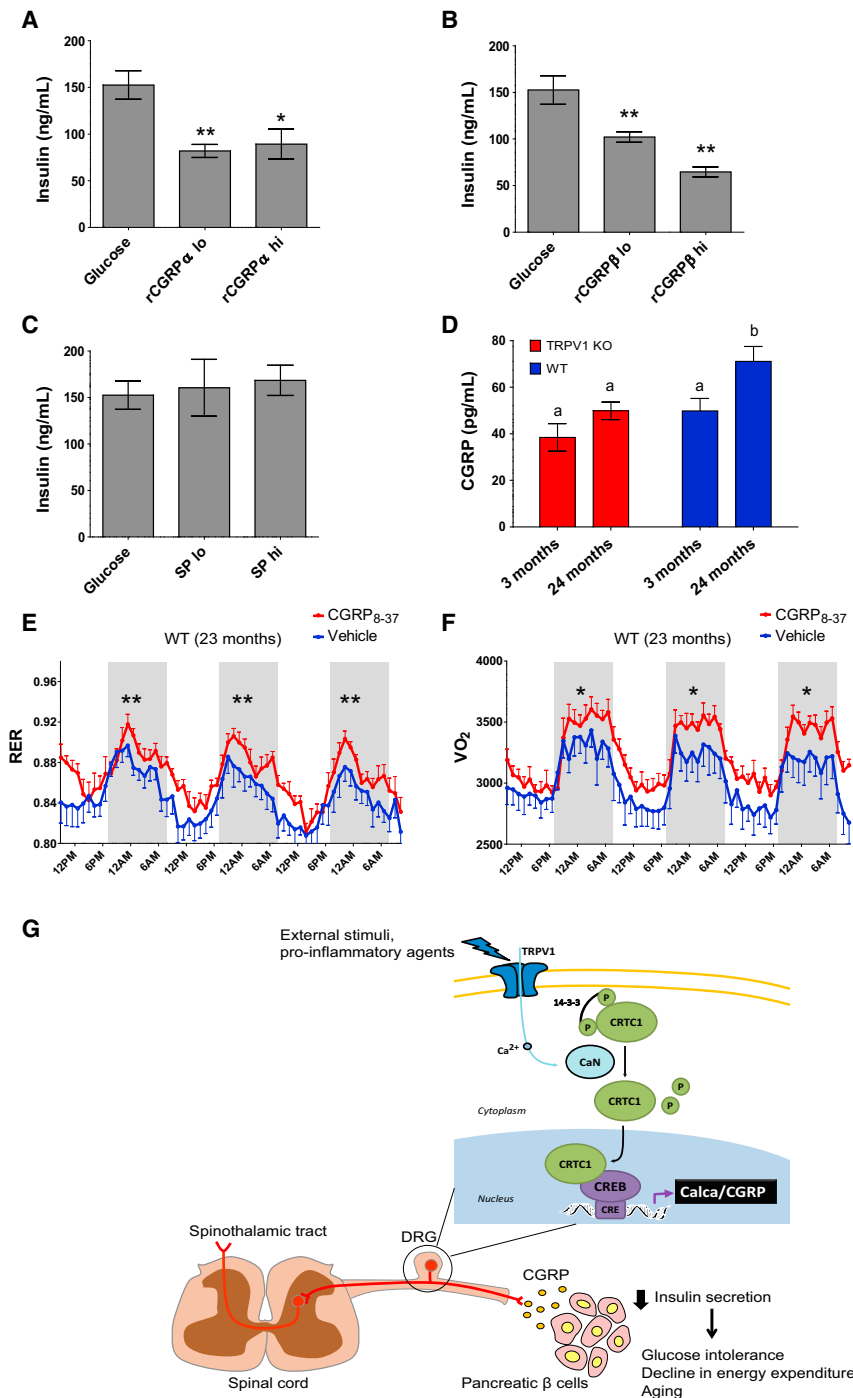 A
Insulin (ng/mL)
200
150
100
50
0
**
*
Glucose
rCGRPα lo
rCGRPα hi
B
Insulin (ng/mL)
200
150
100
50
0
**
**
Glucose
rCGRPβ lo
rCGRPβ hi
C
Insulin (ng/mL)
200
150
100
50
0
Glucose
SP lo
SP hi
D
CGRP (pg/mL)
80
60
40
20
0
TRPV1 KO
WT
a
a
a
b
3 months
24 months
3 months
24 months
E
CGRP8-37
WT (23 months)
Vehicle
RER
0.96
0.92
0.88
0.84
0.80
**
**
**
12PM
6PM
12AM
6AM
12PM
6PM
12AM
6AM
12PM
6PM
12AM
6AM
F
CGRP8-37
WT (23 months)
Vehicle
VO2
4000
3500
3000
2500
*
*
*
12PM
6PM
12AM
6AM
12PM
6PM
12AM
6AM
12PM
6PM
12AM
6AM
G
External stimuli,
pro-inflammatory agents
TRPV1
14-3-3
P
P
CRTC1
Ca2+
CaN
CRTC1
P
P
Cytoplasm
CRTC1
CREB
CRE
Calca/CGRP
Nucleus
Spinothalamic tract
DRG
CGRP
Insulin secretion
Glucose intolerance
Decline in energy expenditure
Aging
Spinal cord
Pancreatic β cells